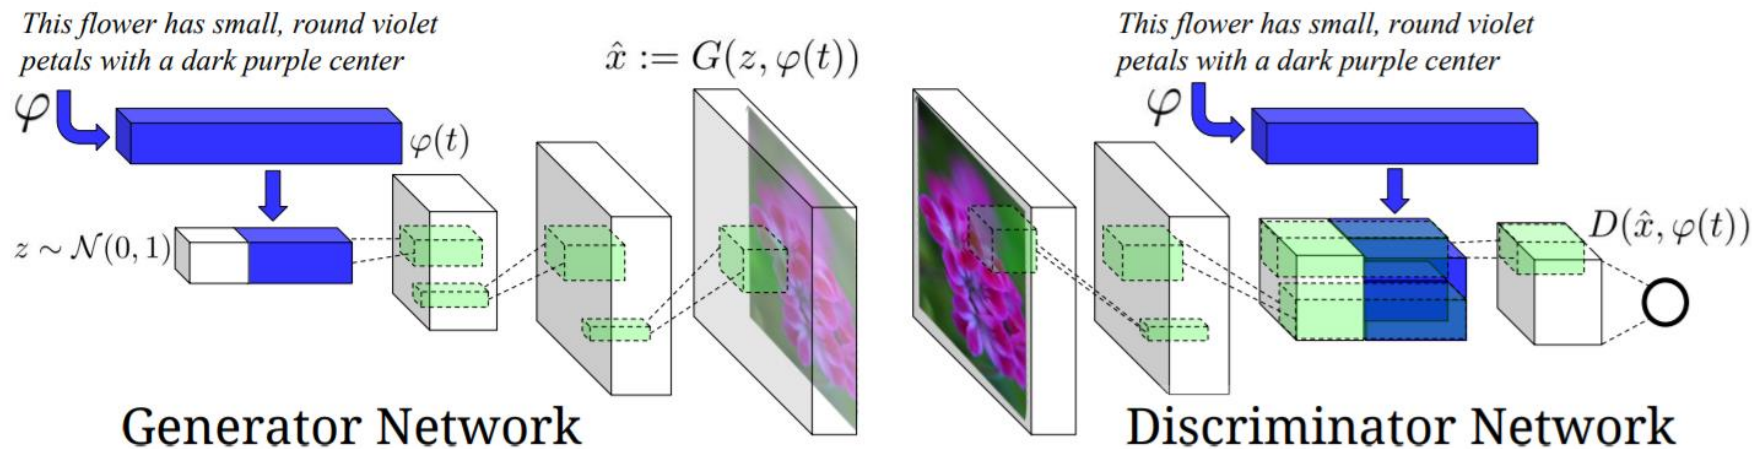 This flower has small, round violet
petals with a dark purple center
φ
φ(t)
z ~ N(0, 1)
x̂ := G(z, φ(t))
Generator Network
This flower has small, round violet
petals with a dark purple center
φ
D(x̂, φ(t))
Discriminator Network